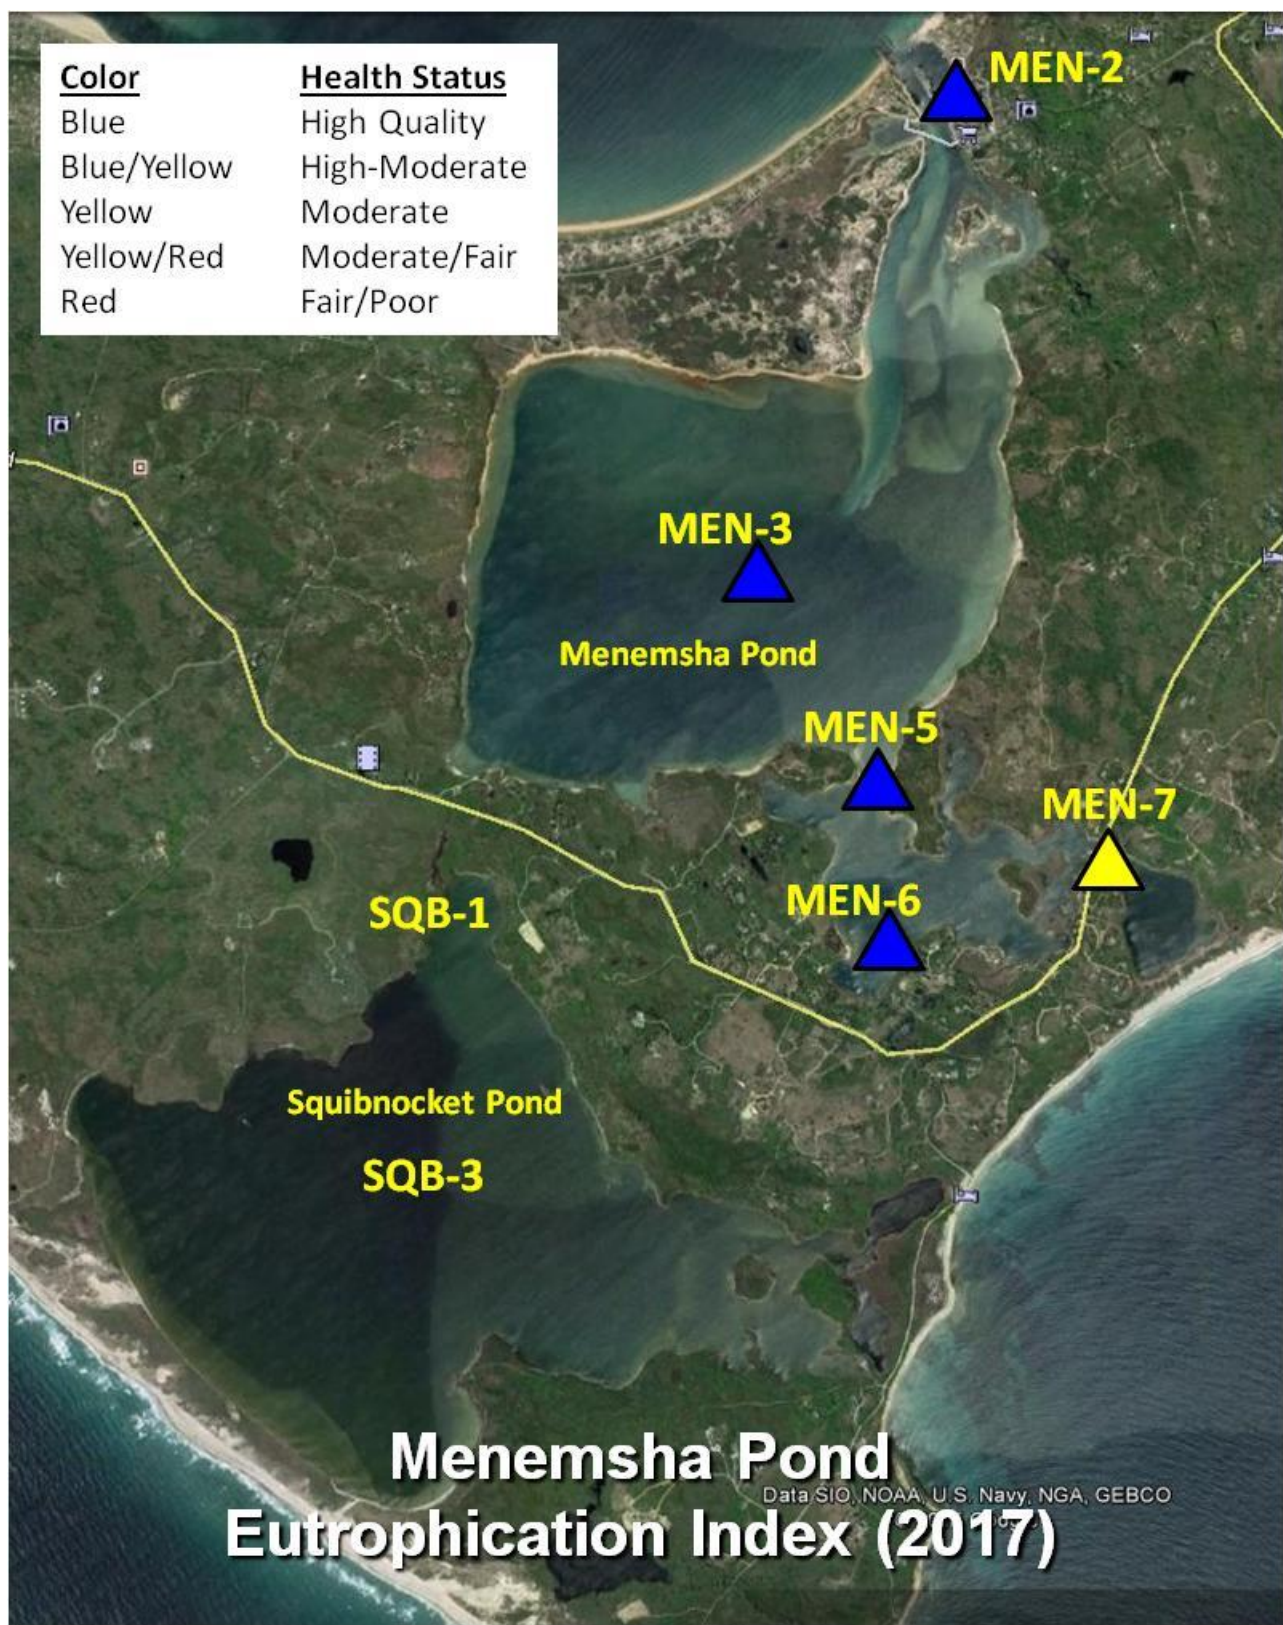 Color Health Status
Blue High Quality
Blue/Yellow High-Moderate
Yellow Moderate
Yellow/Red Moderate/Fair
Red Fair/Poor
MEN-2
MEN-3
Menemsha Pond
MEN-5
MEN-7
MEN-6
SQB-1
Squibnocket Pond
SQB-3
Menemsha Pond
Data SIO, NOAA, U.S. Navy, NGA, GEBCO
Eutrophication Index (2017)